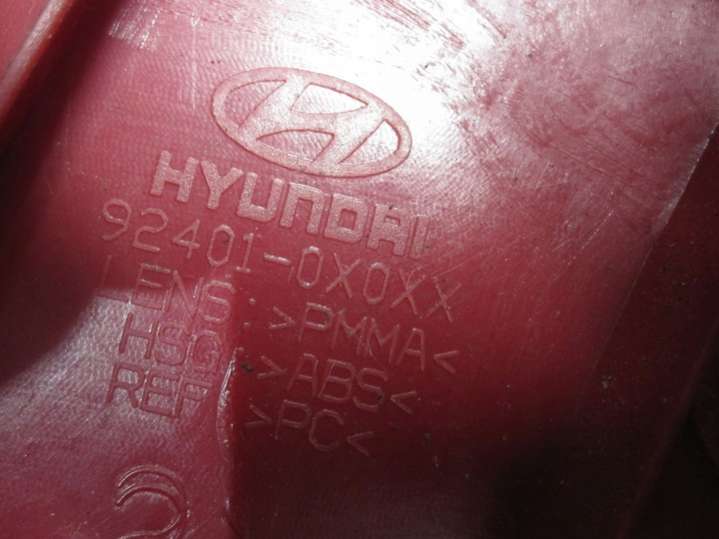 HYUNDAI
92401-0X0XX
LENS:>PMMA<
HSG:>ABS<
REF >PC<